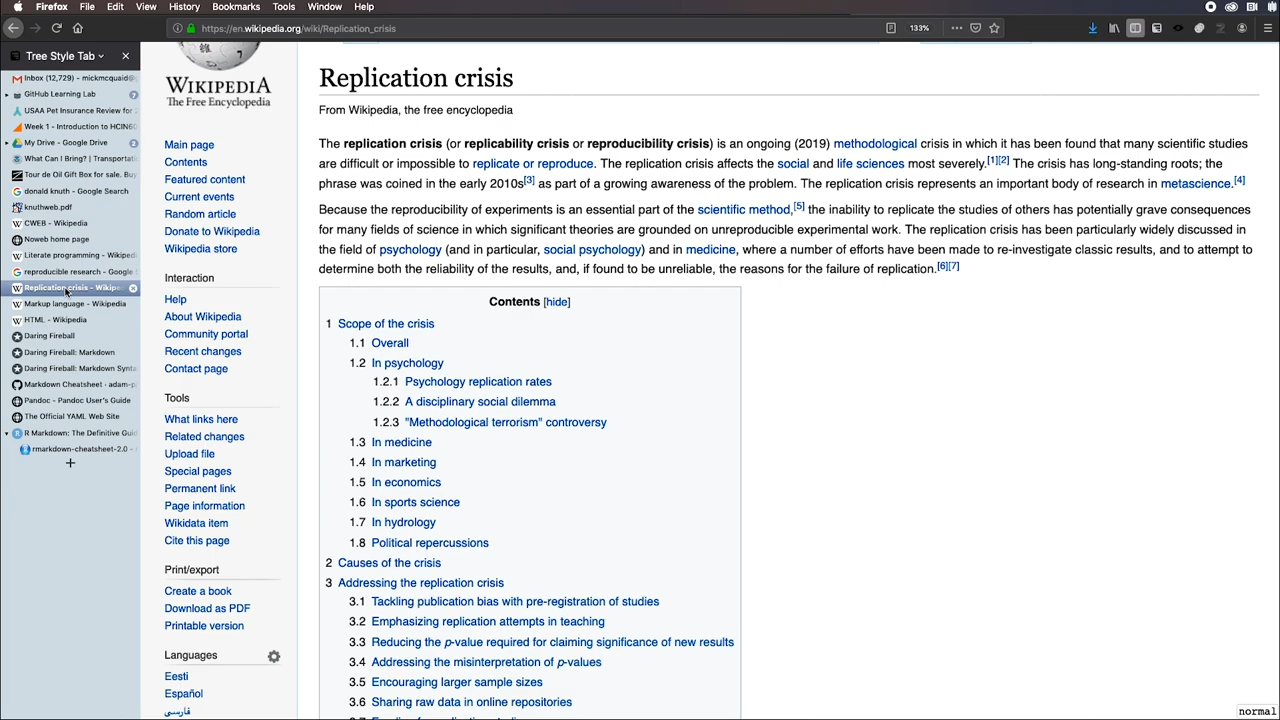 Firefox File Edit View History Bookmarks Tools Window Help
https://en.wikipedia.org/wiki/Replication_crisis
133%
Tree Style Tab
Inbox (12,729) - mickmcquaid@
GitHub Learning Lab
USAA Pet Insurance Review for
Week 1 - Introduction to HCIN6
My Drive - Google Drive
What Can I Bring? | Transportati
Tour de Oil Gift Box for sale. Buy
donald knuth - Google Search
knuthweb.pdf
CWEB - Wikipedia
Noweb home page
Literate programming - Wikiped
reproducible research - Google
Replication crisis - Wikipe
Markup language - Wikipedia
HTML - Wikipedia
Daring Fireball
Daring Fireball: Markdown
Daring Fireball: Markdown Synta
Markdown Cheatsheet · adam-p
Pandoc - Pandoc User's Guide
The Official YAML Web Site
R Markdown: The Definitive Guid
rmarkdown-cheatsheet-2.0 -
WIKIPEDIA
The Free Encyclopedia
Main page
Contents
Featured content
Current events
Random article
Donate to Wikipedia
Wikipedia store
Interaction
Help
About Wikipedia
Community portal
Recent changes
Contact page
Tools
What links here
Related changes
Upload file
Special pages
Permanent link
Page information
Wikidata item
Cite this page
Print/export
Create a book
Download as PDF
Printable version
Languages
Eesti
Español
فارسی
Replication crisis
From Wikipedia, the free encyclopedia
The replication crisis (or replicability crisis or reproducibility crisis) is an ongoing (2019) methodological crisis in which it has been found that many scientific studies
are difficult or impossible to replicate or reproduce. The replication crisis affects the social and life sciences most severely.[1][2] The crisis has long-standing roots; the
phrase was coined in the early 2010s[3] as part of a growing awareness of the problem. The replication crisis represents an important body of research in metascience.[4]
Because the reproducibility of experiments is an essential part of the scientific method,[5] the inability to replicate the studies of others has potentially grave consequences
for many fields of science in which significant theories are grounded on unreproducible experimental work. The replication crisis has been particularly widely discussed in
the field of psychology (and in particular, social psychology) and in medicine, where a number of efforts have been made to re-investigate classic results, and to attempt to
determine both the reliability of the results, and, if found to be unreliable, the reasons for the failure of replication.[6][7]
Contents [hide]
1 Scope of the crisis
1.1 Overall
1.2 In psychology
1.2.1 Psychology replication rates
1.2.2 A disciplinary social dilemma
1.2.3 "Methodological terrorism" controversy
1.3 In medicine
1.4 In marketing
1.5 In economics
1.6 In sports science
1.7 In hydrology
1.8 Political repercussions
2 Causes of the crisis
3 Addressing the replication crisis
3.1 Tackling publication bias with pre-registration of studies
3.2 Emphasizing replication attempts in teaching
3.3 Reducing the p-value required for claiming significance of new results
3.4 Addressing the misinterpretation of p-values
3.5 Encouraging larger sample sizes
3.6 Sharing raw data in online repositories
normal